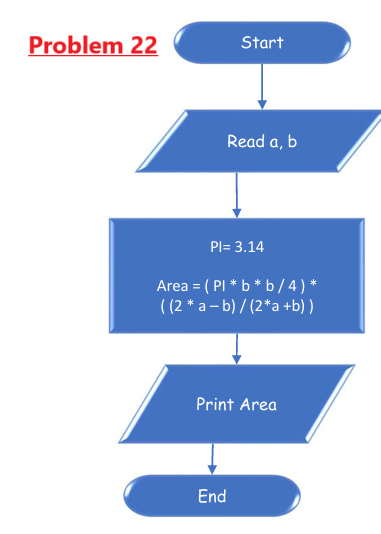 Problem 22
Start
Read a, b
PI= 3.14
Area = ( PI * b * b / 4 ) *
( (2 * a – b) / (2*a +b) )
Print Area
End